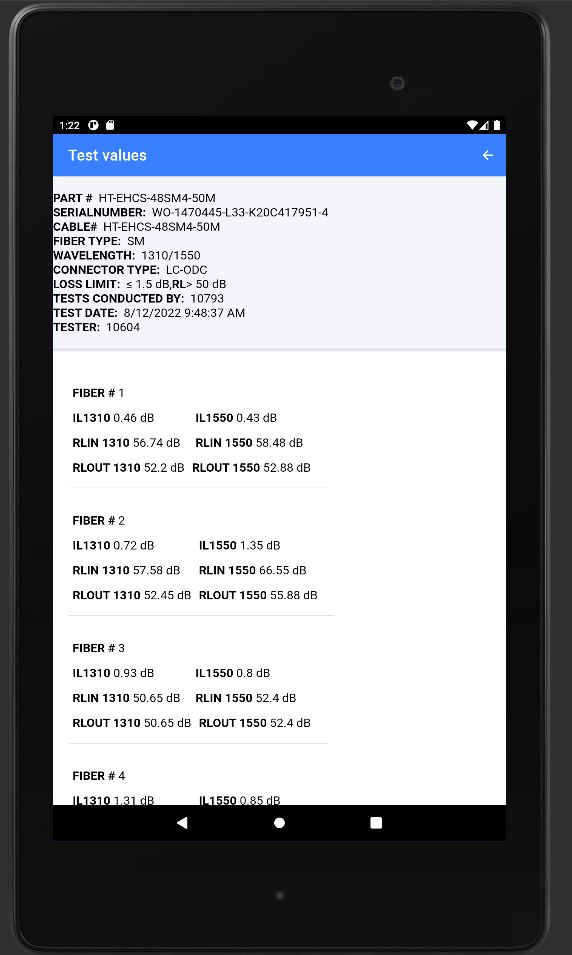 1:22
Test values
PART # HT-EHCS-48SM4-50M
SERIALNUMBER: WO-1470445-L33-K20C417951-4
CABLE# HT-EHCS-48SM4-50M
FIBER TYPE: SM
WAVELENGTH: 1310/1550
CONNECTOR TYPE: LC-ODC
LOSS LIMIT: ≤ 1.5 dB,RL> 50 dB
TESTS CONDUCTED BY: 10793
TEST DATE: 8/12/2022 9:48:37 AM
TESTER: 10604
FIBER # 1
IL1310 0.46 dB IL1550 0.43 dB
RLIN 1310 56.74 dB RLIN 1550 58.48 dB
RLOUT 1310 52.2 dB RLOUT 1550 52.88 dB
FIBER # 2
IL1310 0.72 dB IL1550 1.35 dB
RLIN 1310 57.58 dB RLIN 1550 66.55 dB
RLOUT 1310 52.45 dB RLOUT 1550 55.88 dB
FIBER # 3
IL1310 0.93 dB IL1550 0.8 dB
RLIN 1310 50.65 dB RLIN 1550 52.4 dB
RLOUT 1310 50.65 dB RLOUT 1550 52.4 dB
FIBER # 4
IL1310 1.31 dB IL1550 0.85 dB